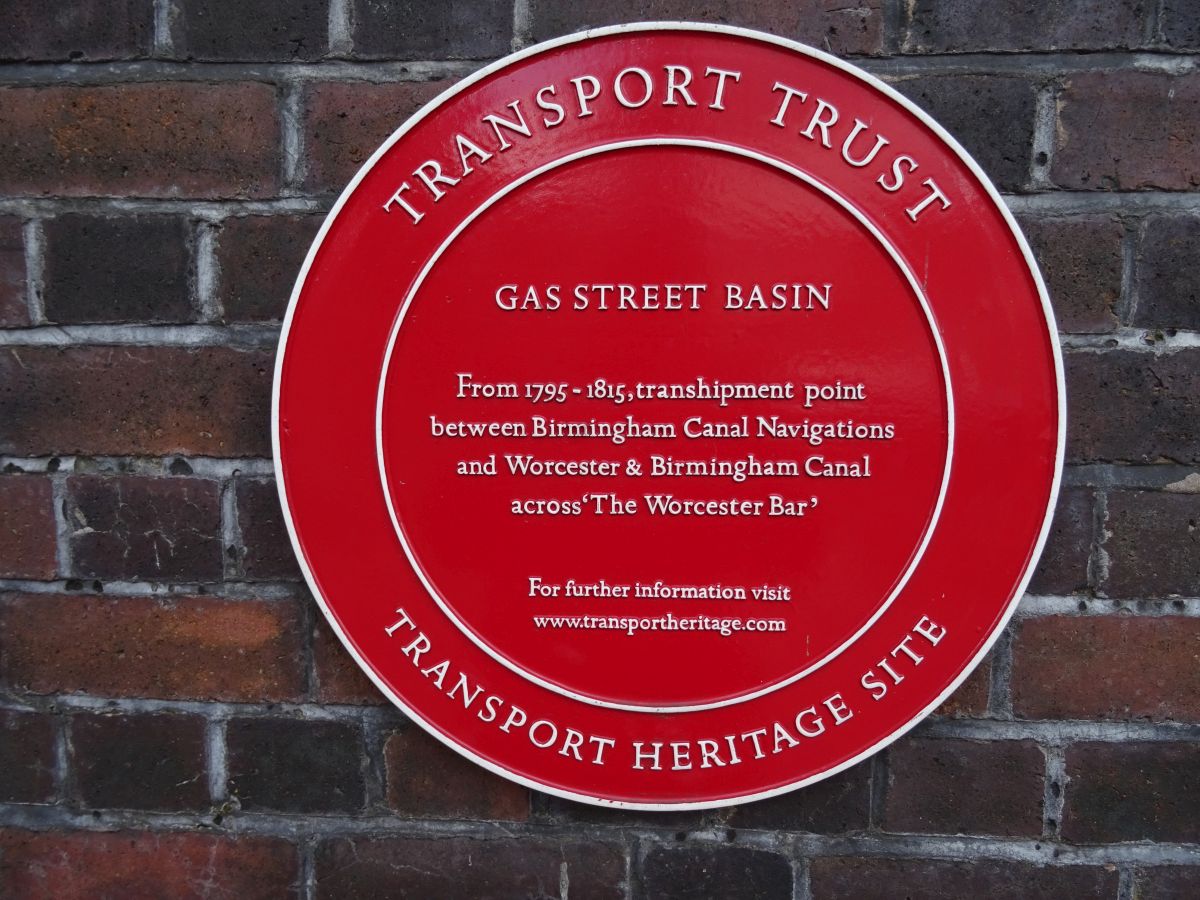 TRANSPORT TRUST
GAS STREET BASIN
From 1795 - 1815, transhipment point
between Birmingham Canal Navigations
and Worcester & Birmingham Canal
across ‘The Worcester Bar’
For further information visit
www.transportheritage.com
TRANSPORT HERITAGE SITE